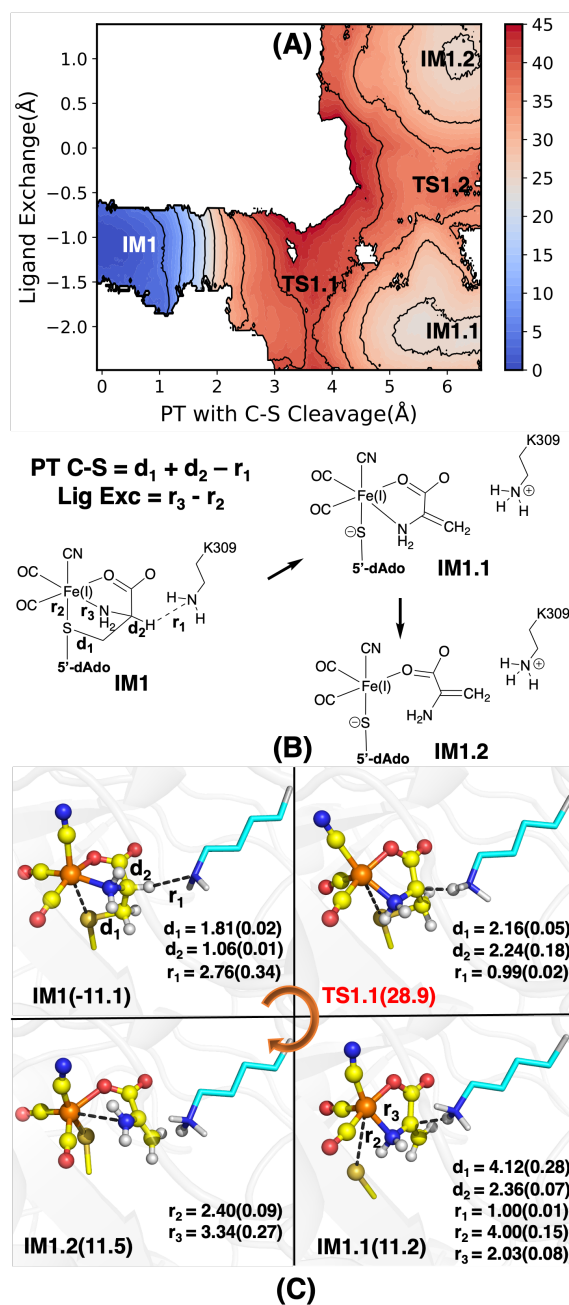 (A)
IM1.2
TS1.2
IM1
TS1.1
IM1.1
Ligand Exchange(Å)
1.0
0.5
0.0
−0.5
−1.0
−1.5
−2.0
0 1 2 3 4 5 6
PT with C-S Cleavage(Å)
45
40
35
30
25
20
15
10
5
0
PT C-S = d1 + d2 − r1
Lig Exc = r3 - r2
CN
OC
OC
Fe(I)
O
O
r2
r3
N
H2
d2
H
S
d1
r1
H
N
H
K309
5’-dAdo
IM1
CN
OC
OC
Fe(I)
O
O
N
H2
CH2
⊖S
5’-dAdo
IM1.1
K309
H
N⊕
H
H
CN
OC
OC
Fe(I)
O
O
CH2
H2N
⊖S
5’-dAdo
IM1.2
K309
H
N⊕
H
H
(B)
d2
r1
d1
d1 = 1.81(0.02)
d2 = 1.06(0.01)
r1 = 2.76(0.34)
IM1(-11.1)
d1 = 2.16(0.05)
d2 = 2.24(0.18)
r1 = 0.99(0.02)
TS1.1(28.9)
r2 = 2.40(0.09)
r3 = 3.34(0.27)
IM1.2(11.5)
r3
r2
d1 = 4.12(0.28)
d2 = 2.36(0.07)
r1 = 1.00(0.01)
r2 = 4.00(0.15)
r3 = 2.03(0.08)
IM1.1(11.2)
(C)